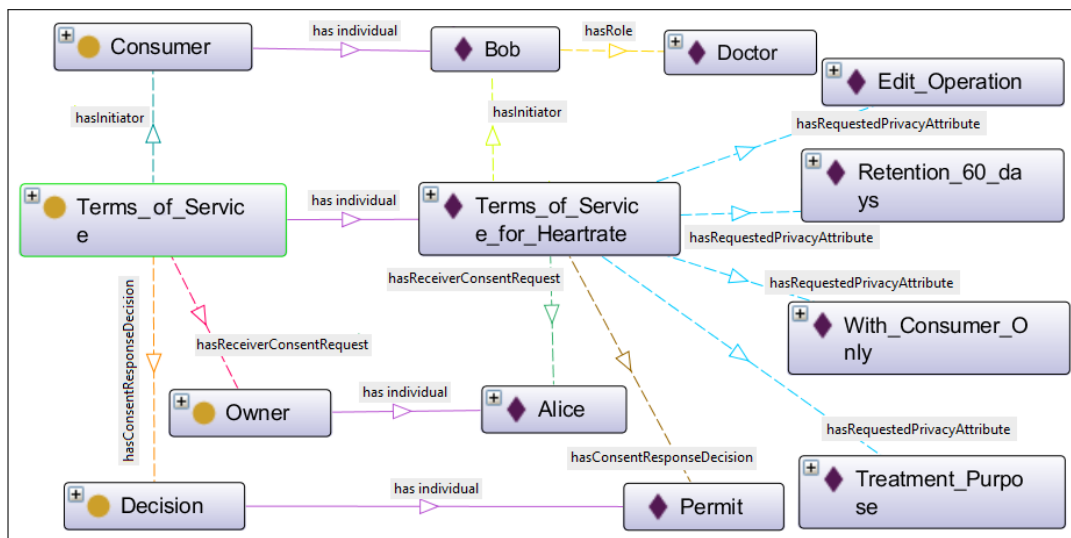 Consumer
has individual
Bob
hasRole
Doctor
Edit_Operation
hasInitiator
hasInitiator
hasRequestedPrivacyAttribute
Retention_60_da
ys
Terms_of_Servic
e
has individual
Terms_of_Servic
e_for_Heartrate
hasRequestedPrivacyAttribute
hasReceiverConsentRequest
hasRequestedPrivacyAttribute
With_Consumer_O
nly
hasConsentResponseDecision
hasReceiverConsentRequest
Owner
has individual
Alice
hasRequestedPrivacyAttribute
hasConsentResponseDecision
Treatment_Purpo
se
Decision
has individual
Permit